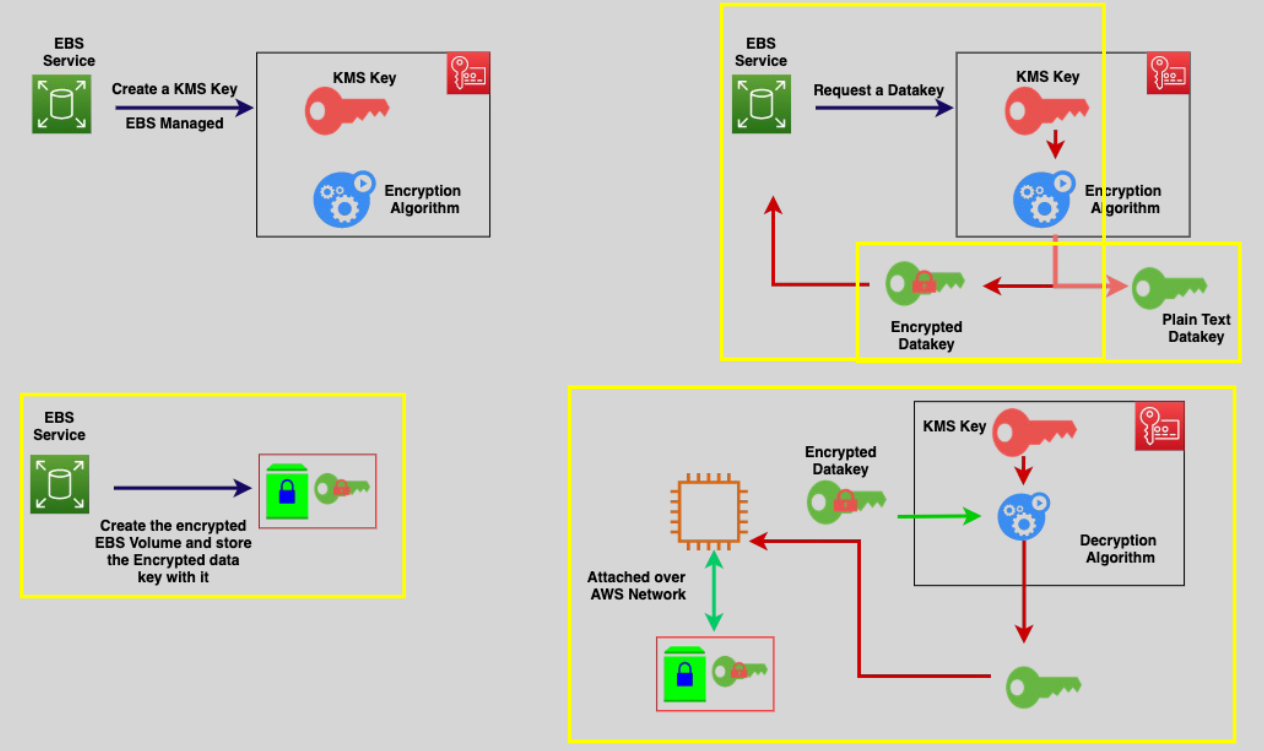 EBS
Service
Create a KMS Key
EBS Managed
KMS Key
Encryption
Algorithm
EBS
Service
Request a Datakey
KMS Key
Encryption
Algorithm
Encrypted
Datakey
Plain Text
Datakey
EBS
Service
Create the encrypted
EBS Volume and store
the Encrypted data
key with it
KMS Key
Encrypted
Datakey
Decryption
Algorithm
Attached over
AWS Network